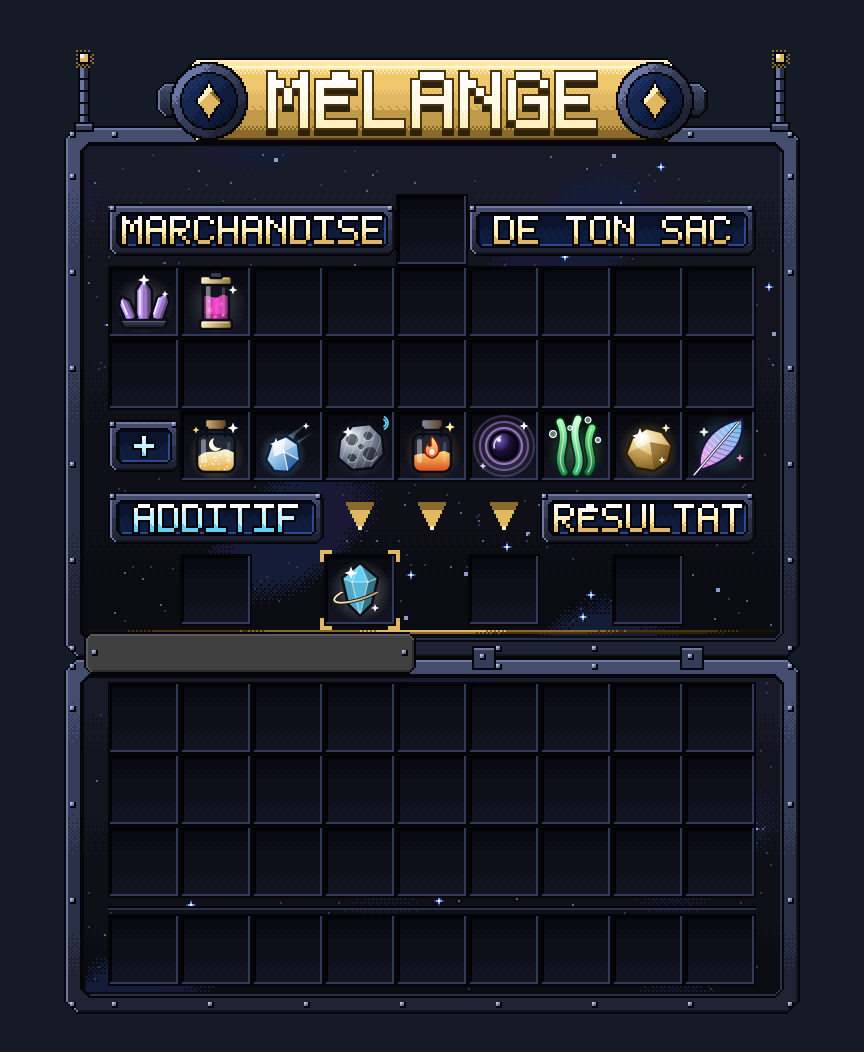 MÉLANGE
MARCHANDISE
DE TON SAC
+
ADDITIF
RÉSULTAT